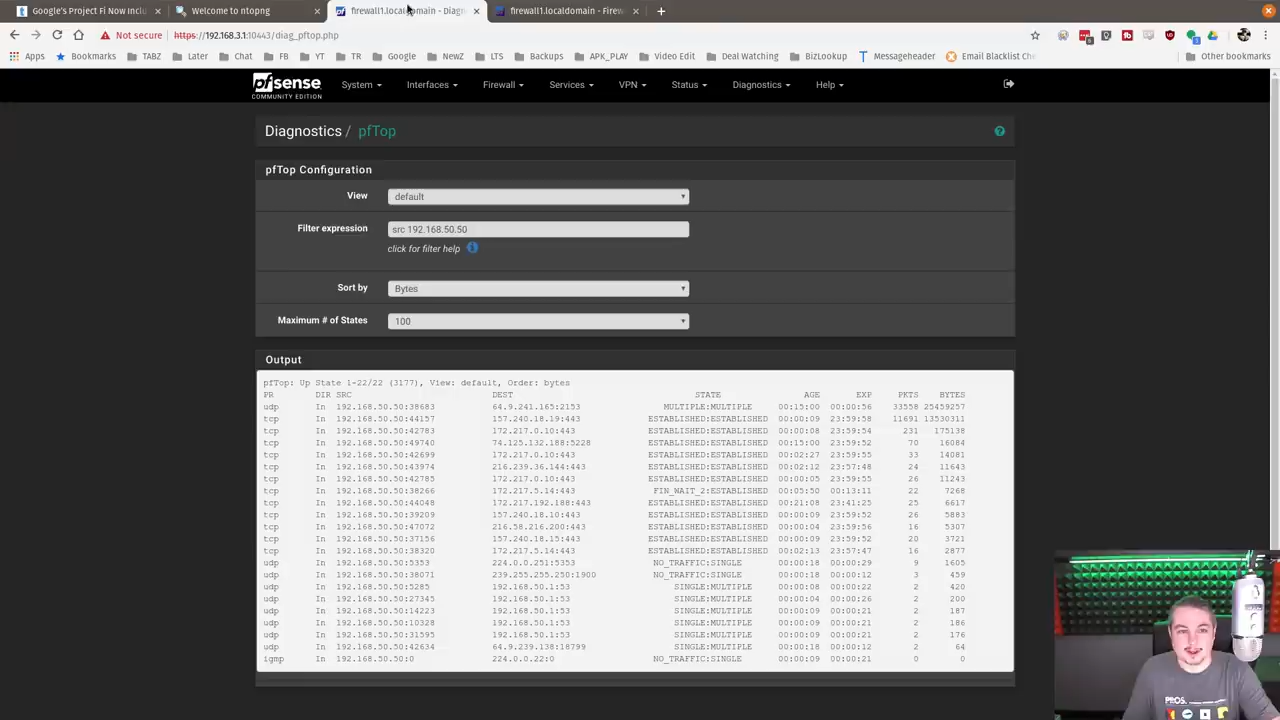 Google's Project Fi Now Inclu
Welcome to ntopng
firewall1.localdomain - Diagn
firewall1.localdomain - Firew
Not secure
https://192.168.3.1:10443/diag_pftop.php
Apps
Bookmarks
TABZ
Later
Chat
FB
YT
TR
Google
NewZ
LTS
Backups
APK_PLAY
Video Edit
Deal Watching
BizLookup
Messageheader
Email Blacklist Che
Other bookmarks
pfsense
COMMUNITY EDITION
System
Interfaces
Firewall
Services
VPN
Status
Diagnostics
Help
Diagnostics / pfTop
pfTop Configuration
View
default
Filter expression
src 192.168.50.50
click for filter help
Sort by
Bytes
Maximum # of States
100
Output
pfTop: Up State 1-22/22 (3177), View: default, Order: bytes
PR DIR SRC DEST STATE AGE EXP PKTS BYTES
udp In 192.168.50.50:38683 64.9.241.165:2153 MULTIPLE:MULTIPLE 00:15:00 00:00:56 33558 25459257
tcp In 192.168.50.50:44157 157.240.18.19:443 ESTABLISHED:ESTABLISHED 00:00:09 23:59:58 11691 13530311
tcp In 192.168.50.50:42783 172.217.0.10:443 ESTABLISHED:ESTABLISHED 00:00:08 23:59:54 231 175138
tcp In 192.168.50.50:49740 74.125.132.188:5228 ESTABLISHED:ESTABLISHED 00:15:00 23:59:52 70 16084
tcp In 192.168.50.50:42699 172.217.0.10:443 ESTABLISHED:ESTABLISHED 00:02:27 23:59:55 33 14081
tcp In 192.168.50.50:43974 216.239.36.144:443 ESTABLISHED:ESTABLISHED 00:02:12 23:57:48 24 11643
tcp In 192.168.50.50:42785 172.217.0.10:443 ESTABLISHED:ESTABLISHED 00:00:05 23:59:55 26 11243
tcp In 192.168.50.50:38266 172.217.5.14:443 FIN_WAIT_2:ESTABLISHED 00:05:50 00:13:11 22 7268
tcp In 192.168.50.50:44048 172.217.192.188:443 ESTABLISHED:ESTABLISHED 21:08:41 23:41:25 25 6617
tcp In 192.168.50.50:39209 157.240.18.10:443 ESTABLISHED:ESTABLISHED 00:00:09 23:59:52 26 5883
tcp In 192.168.50.50:47072 216.58.216.200:443 ESTABLISHED:ESTABLISHED 00:00:04 23:59:56 16 5307
tcp In 192.168.50.50:37156 157.240.18.15:443 ESTABLISHED:ESTABLISHED 00:00:09 23:59:52 20 3721
tcp In 192.168.50.50:38320 172.217.5.14:443 ESTABLISHED:ESTABLISHED 00:02:13 23:57:47 16 2877
udp In 192.168.50.50:5353 224.0.0.251:5353 NO_TRAFFIC:SINGLE 00:00:18 00:00:29 9 1605
udp In 192.168.50.50:38071 239.255.255.250:1900 NO_TRAFFIC:SINGLE 00:00:18 00:00:12 3 459
udp In 192.168.50.50:5285 192.168.50.1:53 SINGLE:MULTIPLE 00:00:08 00:00:22 2 420
udp In 192.168.50.50:27345 192.168.50.1:53 SINGLE:MULTIPLE 00:00:04 00:00:26 2 200
udp In 192.168.50.50:14223 192.168.50.1:53 SINGLE:MULTIPLE 00:00:09 00:00:21 2 187
udp In 192.168.50.50:10328 192.168.50.1:53 SINGLE:MULTIPLE 00:00:09 00:00:21 2 186
udp In 192.168.50.50:31595 192.168.50.1:53 SINGLE:MULTIPLE 00:00:09 00:00:21 2 176
udp In 192.168.50.50:42634 64.9.239.138:18799 SINGLE:MULTIPLE 00:00:18 00:00:12 2 64
igmp In 192.168.50.50:0 224.0.0.22:0 NO_TRAFFIC:SINGLE 00:00:09 00:00:21 0 0
PROS.